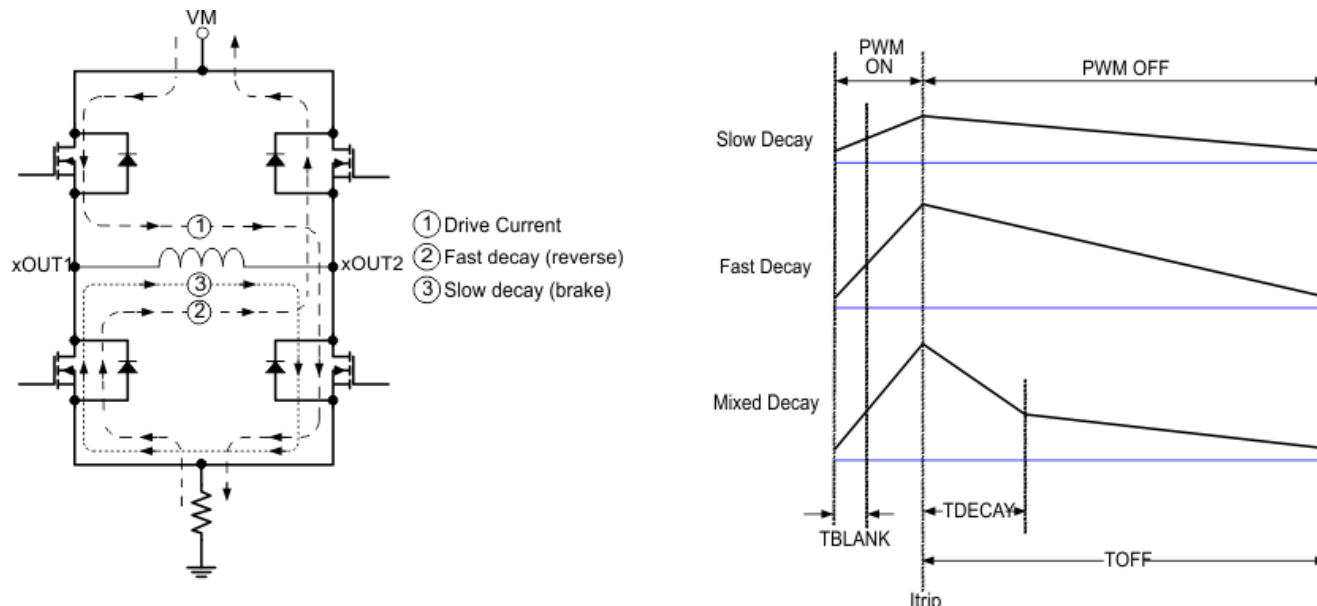 VM
1
xOUT1
xOUT2
3
2
1 Drive Current
2 Fast decay (reverse)
3 Slow decay (brake)
PWM
ON
PWM OFF
Slow Decay
Fast Decay
Mixed Decay
TDECAY
TBLANK
TOFF
Itrip